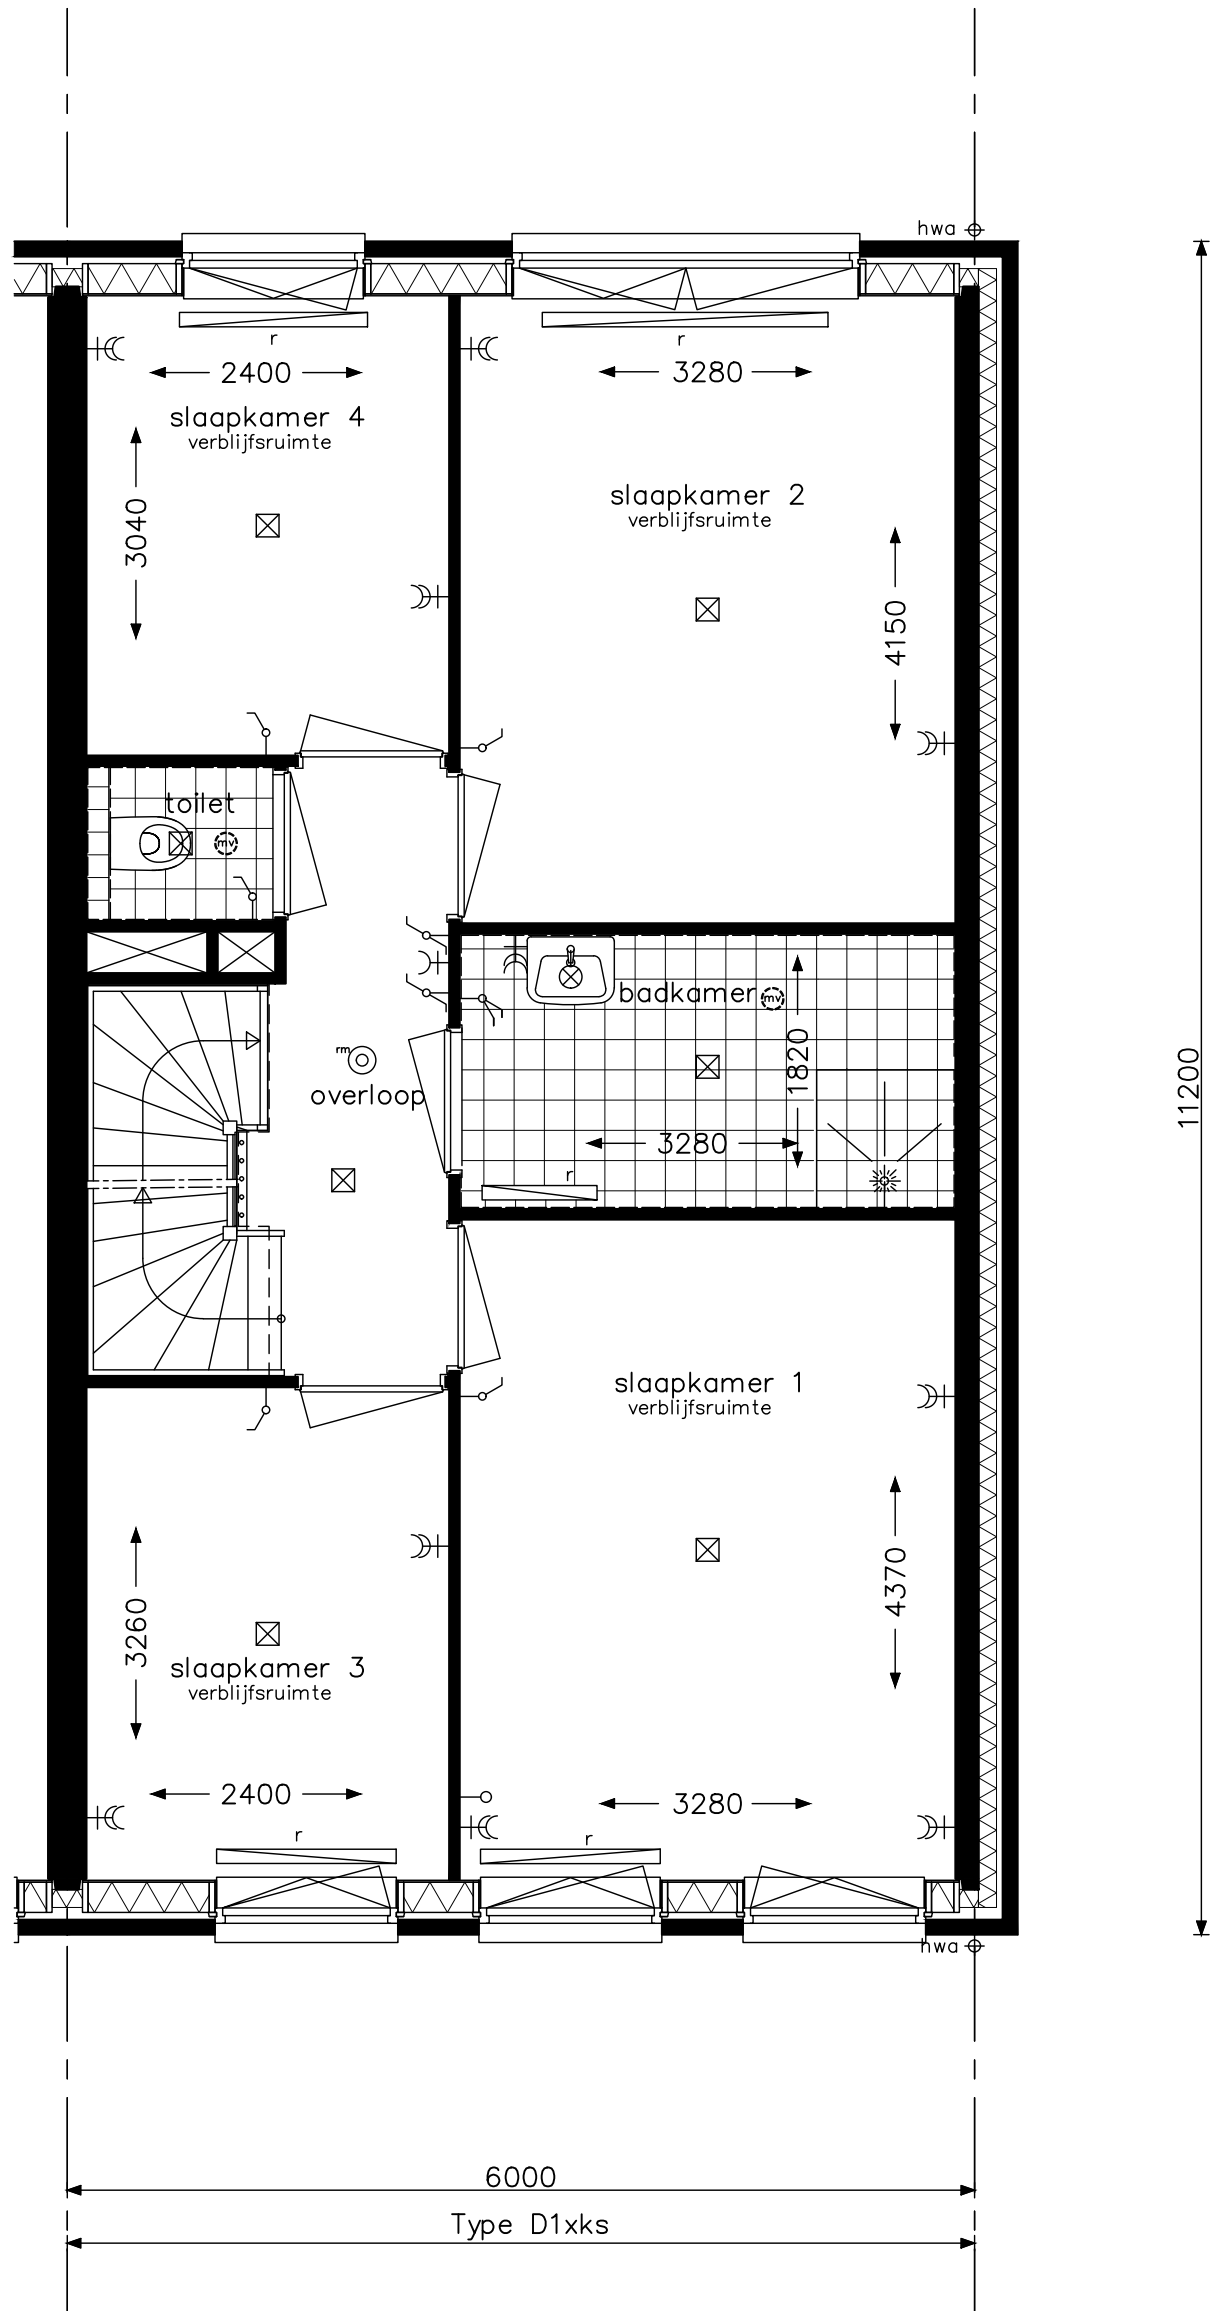 hwa
r
r
2400
3280
slaapkamer 4
verblijfsruimte
slaapkamer 2
verblijfsruimte
3040
4150
toilet
mv
badkamer
mv
1820
rm
overloop
3280
r
11200
slaapkamer 1
verblijfsruimte
4370
3260
slaapkamer 3
verblijfsruimte
2400
3280
r
r
hwa
6000
Type D1xks